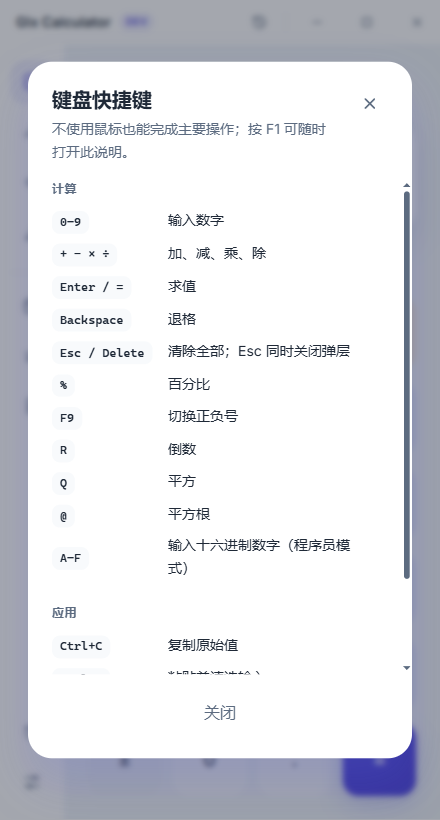 Gix Calculator
键盘快捷键
不使用鼠标也能完成主要操作；按 F1 可随时
打开此说明。
计算
0–9 输入数字
+ − × ÷ 加、减、乘、除
Enter / = 求值
Backspace 退格
Esc / Delete 清除全部；Esc 同时关闭弹层
% 百分比
F9 切换正负号
R 倒数
Q 平方
@ 平方根
A–F 输入十六进制数字（程序员模
式）
应用
Ctrl+C 复制原始值
关闭